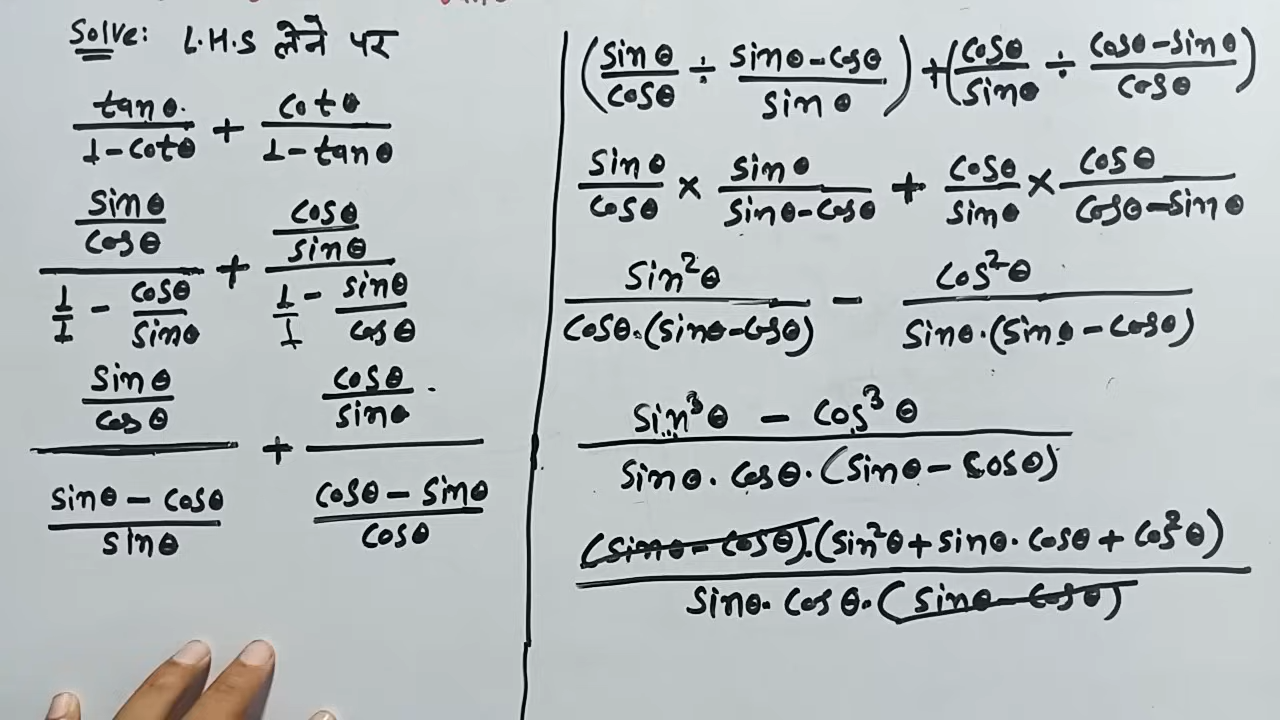 Solve: L.H.S लेने पर
tanθ/(1-cotθ) + cotθ/(1-tanθ)
(sinθ/cosθ)/(1/1 - cosθ/sinθ) + (cosθ/sinθ)/(1/1 - sinθ/cosθ)
(sinθ/cosθ)/((sinθ-cosθ)/sinθ) + (cosθ/sinθ)/((cosθ-sinθ)/cosθ)
(sinθ/cosθ ÷ (sinθ-cosθ)/sinθ) + (cosθ/sinθ ÷ (cosθ-sinθ)/cosθ)
sinθ/cosθ × sinθ/(sinθ-cosθ) + cosθ/sinθ × cosθ/(cosθ-sinθ)
sin²θ/(cosθ.(sinθ-cosθ)) - cos²θ/(sinθ.(sinθ-cosθ))
(sin³θ - cos³θ)/(sinθ.cosθ.(sinθ-cosθ))
(sinθ-cosθ).(sin²θ+sinθ.cosθ+cos²θ)/(sinθ.cosθ.(sinθ-cosθ))